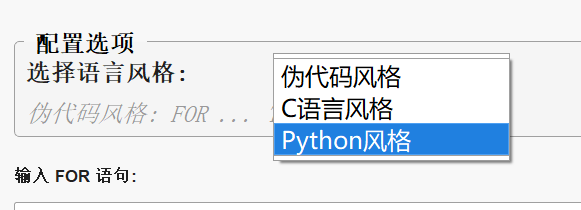 配置选项
选择语言风格:
伪代码风格
C语言风格
Python风格
伪代码风格: FOR ...
输入 FOR 语句: